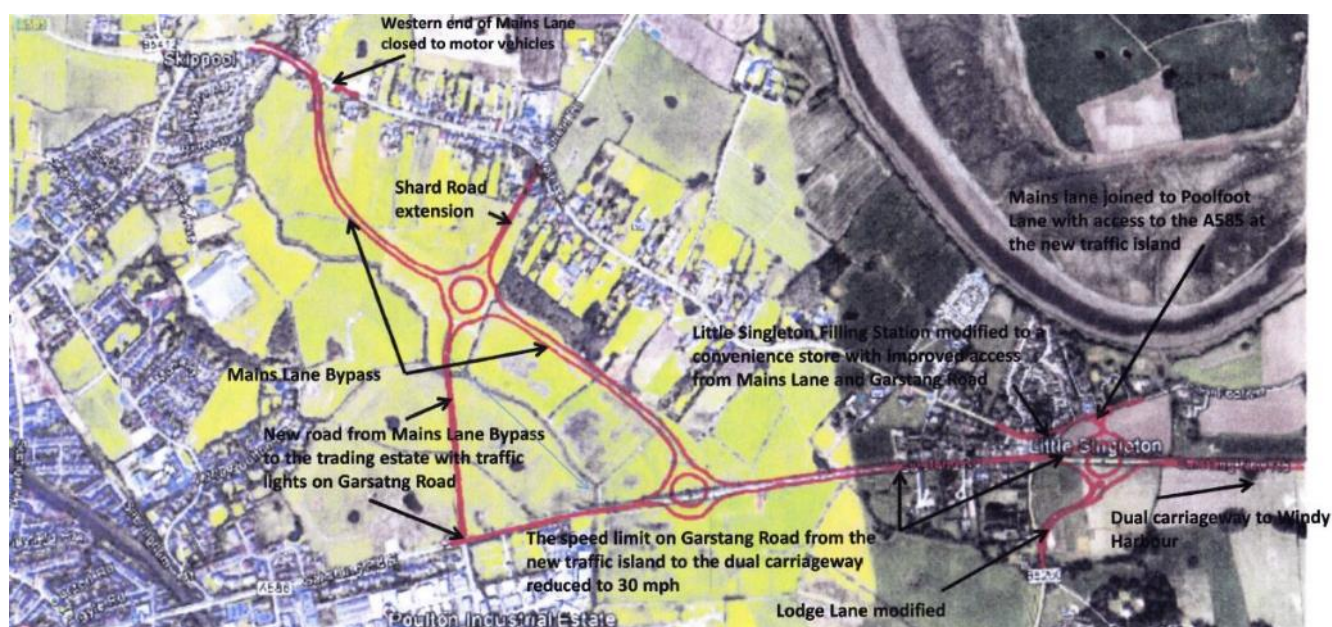 Western end of Mains Lane
closed to motor vehicles
B5412
Skippool
Shard Road
extension
Mains lane joined to Poolfoot
Lane with access to the A585 at
the new traffic island
Little Singleton Filling Station modified to a
convenience store with improved access
from Mains Lane and Garstang Road
Mains Lane Bypass
New road from Mains Lane Bypass
to the trading estate with traffic
lights on Garsatng Road
Little Singleton
The speed limit on Garstang Road from the
new traffic island to the dual carriageway
reduced to 30 mph
Dual carriageway to Windy
Harbour
Lodge Lane modified
A586
Poulton Industrial Estate